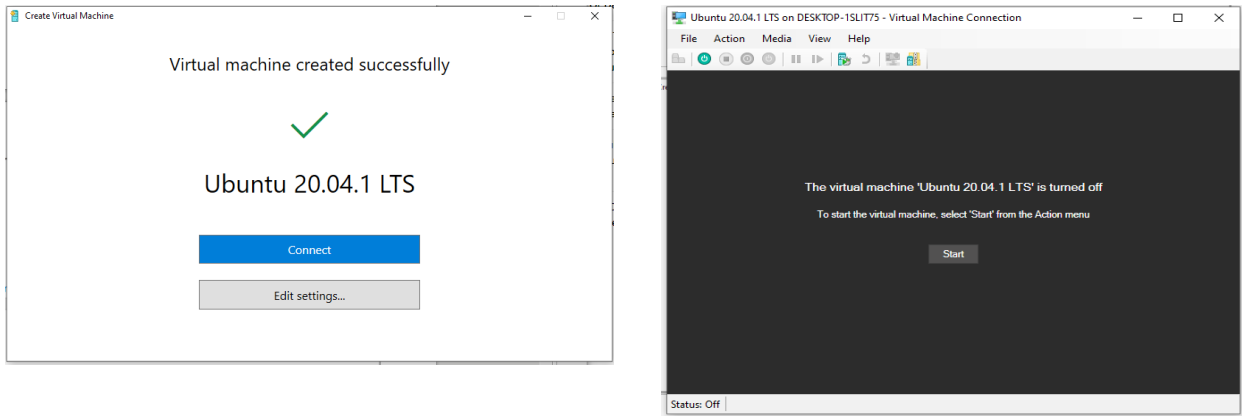 Create Virtual Machine
Virtual machine created successfully
Ubuntu 20.04.1 LTS
Connect
Edit settings...
Ubuntu 20.04.1 LTS on DESKTOP-1SLIT75 - Virtual Machine Connection
File Action Media View Help
The virtual machine 'Ubuntu 20.04.1 LTS' is turned off
To start the virtual machine, select 'Start' from the Action menu
Start
Status: Off